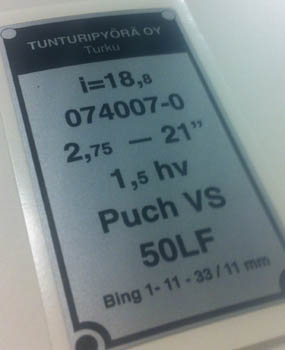 TUNTURIPYÖRÄ OY
Turku
i=18,8
074007-0
2,75 — 21"
1,5 hv
Puch VS
50LF
Bing 1- 11 - 33 / 11 mm